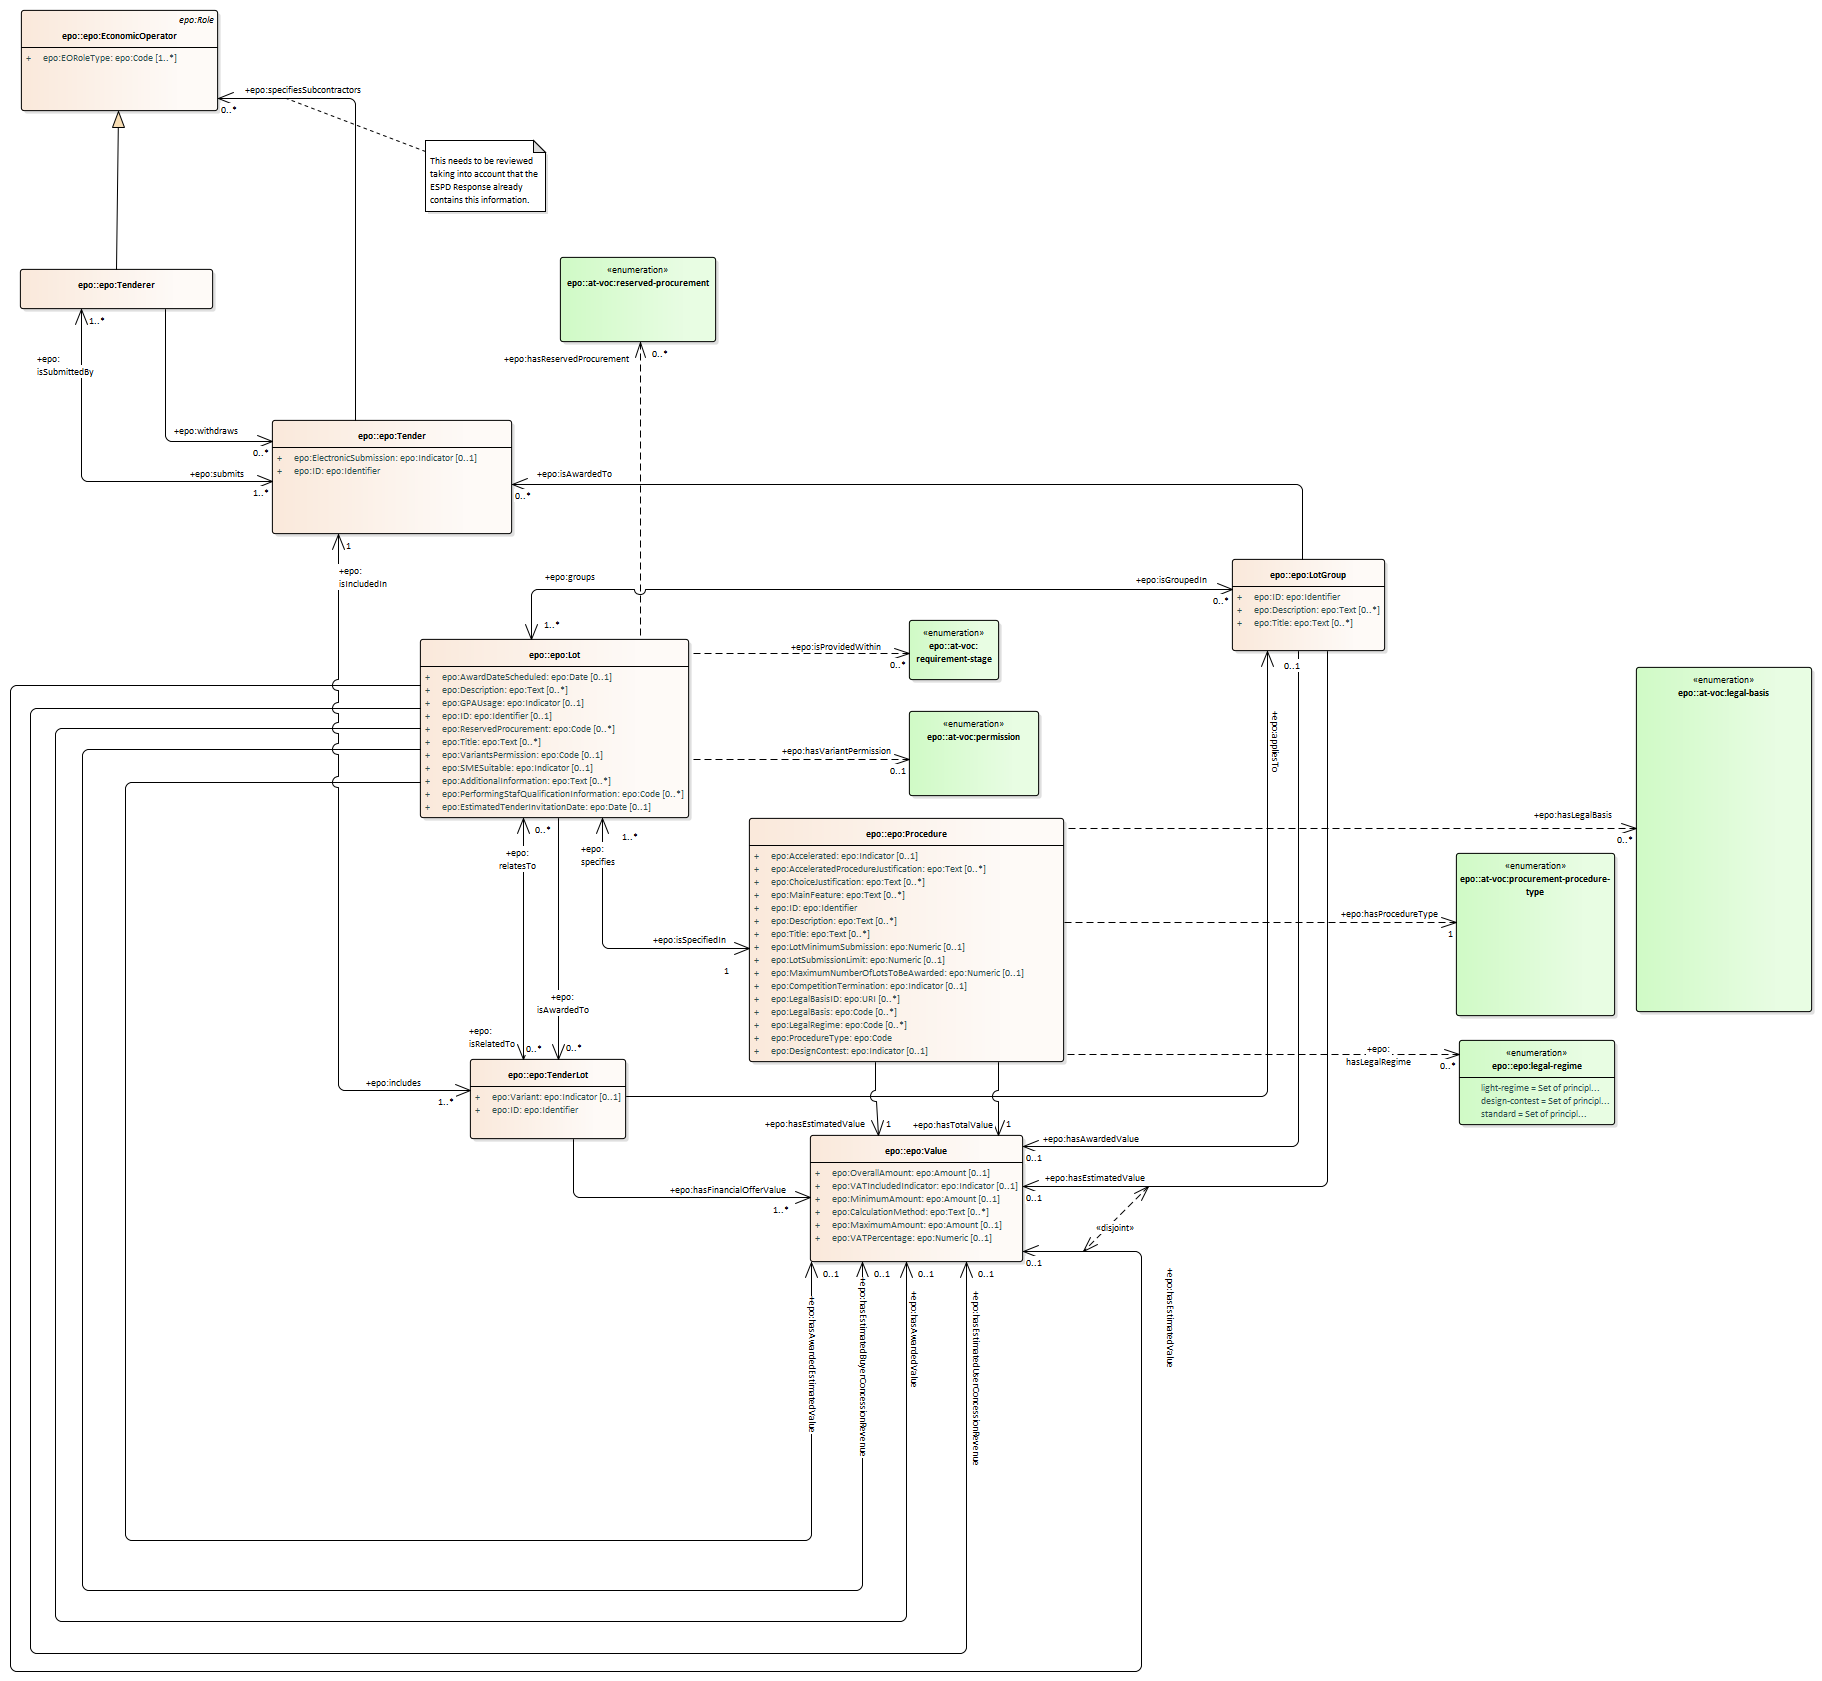 epo:Role
epo::epo:EconomicOperator
+ epo:EORoleType: epo:Code [1..*]
+epo:specifiesSubcontractors
0..*
This needs to be reviewed
taking into account that the
ESPD Response already
contains this information.
epo::epo:Tenderer
1..*
+epo:
isSubmittedBy
+epo:withdraws
0..*
+epo:submits
1..*
«enumeration»
epo::at-voc:reserved-procurement
+epo:hasReservedProcurement
0..*
epo::epo:Tender
+ epo:ElectronicSubmission: epo:Indicator [0..1]
+ epo:ID: epo:Identifier
+epo:isAwardedTo
0..*
1
+epo:
isIncludedIn
+epo:groups
1..*
+epo:isGroupedIn
0..*
epo::epo:LotGroup
+ epo:ID: epo:Identifier
+ epo:Description: epo:Text [0..*]
+ epo:Title: epo:Text [0..*]
0..1
+epo:appliesTo
epo::epo:Lot
+ epo:AwardDateScheduled: epo:Date [0..1]
+ epo:Description: epo:Text [0..*]
+ epo:GPAUsage: epo:Indicator [0..1]
+ epo:ID: epo:Identifier [0..1]
+ epo:ReservedProcurement: epo:Code [0..*]
+ epo:Title: epo:Text [0..*]
+ epo:VariantsPermission: epo:Code [0..1]
+ epo:SMESuitable: epo:Indicator [0..1]
+ epo:AdditionalInformation: epo:Text [0..*]
+ epo:PerformingStafQualificationInformation: epo:Code [0..*]
+ epo:EstimatedTenderInvitationDate: epo:Date [0..1]
+epo:isProvidedWithin
0..*
«enumeration»
epo::at-voc:
requirement-stage
+epo:hasVariantPermission
0..1
«enumeration»
epo::at-voc:permission
«enumeration»
epo::at-voc:legal-basis
+epo:hasLegalBasis
0..*
0..*
+epo:
relatesTo
1..*
+epo:
specifies
+epo:isSpecifiedIn
1
epo::epo:Procedure
+ epo:Accelerated: epo:Indicator [0..1]
+ epo:AcceleratedProcedureJustification: epo:Text [0..*]
+ epo:ChoiceJustification: epo:Text [0..*]
+ epo:MainFeature: epo:Text [0..*]
+ epo:ID: epo:Identifier
+ epo:Description: epo:Text [0..*]
+ epo:Title: epo:Text [0..*]
+ epo:LotMinimumSubmission: epo:Numeric [0..1]
+ epo:LotSubmissionLimit: epo:Numeric [0..1]
+ epo:MaximumNumberOfLotsToBeAwarded: epo:Numeric [0..1]
+ epo:CompetitionTermination: epo:Indicator [0..1]
+ epo:LegalBasisID: epo:URI [0..*]
+ epo:LegalBasis: epo:Code [0..*]
+ epo:LegalRegime: epo:Code [0..*]
+ epo:ProcedureType: epo:Code
+ epo:DesignContest: epo:Indicator [0..1]
«enumeration»
epo::at-voc:procurement-procedure-
type
+epo:hasProcedureType
1
+epo:
hasLegalRegime
0..*
«enumeration»
epo::epo:legal-regime
light-regime = Set of principl...
design-contest = Set of principl...
standard = Set of principl...
+epo:
isAwardedTo
0..*
+epo:
isRelatedTo
0..*
+epo:includes
1..*
epo::epo:TenderLot
+ epo:Variant: epo:Indicator [0..1]
+ epo:ID: epo:Identifier
+epo:hasEstimatedValue
1
+epo:hasTotalValue
1
+epo:hasFinancialOfferValue
1..*
epo::epo:Value
+ epo:OverallAmount: epo:Amount [0..1]
+ epo:VATIncludedIndicator: epo:Indicator [0..1]
+ epo:MinimumAmount: epo:Amount [0..1]
+ epo:CalculationMethod: epo:Text [0..*]
+ epo:MaximumAmount: epo:Amount [0..1]
+ epo:VATPercentage: epo:Numeric [0..1]
+epo:hasAwardedValue
0..1
+epo:hasEstimatedValue
0..1
«disjoint»
0..1
+epo:hasEstimatedValue
0..1
+epo:hasAwardedEstimatedValue
0..1
+epo:hasEstimatedBuyerConcessionRevenue
0..1
+epo:hasAwardedValue
0..1
+epo:hasEstimatedUserConcessionRevenue